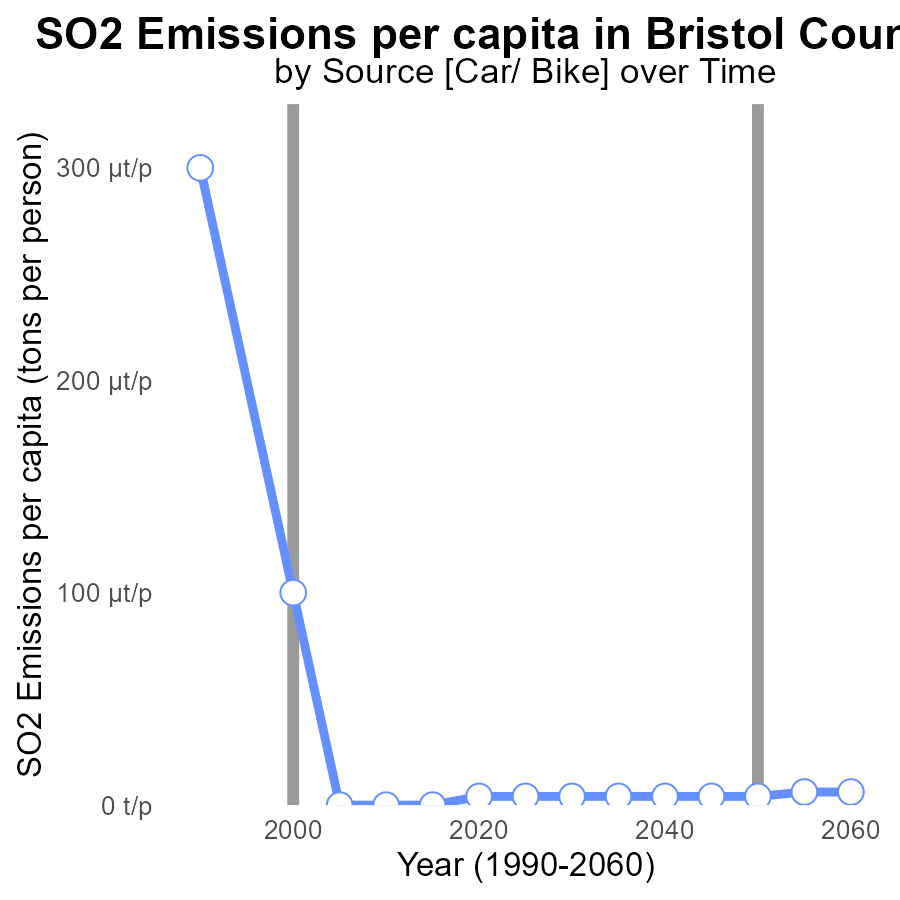 SO2 Emissions per capita in Bristol Cour
by Source [Car/ Bike] over Time
SO2 Emissions per capita (tons per person)
300 µt/p
200 µt/p
100 µt/p
0 t/p
2000 2020 2040 2060
Year (1990-2060)